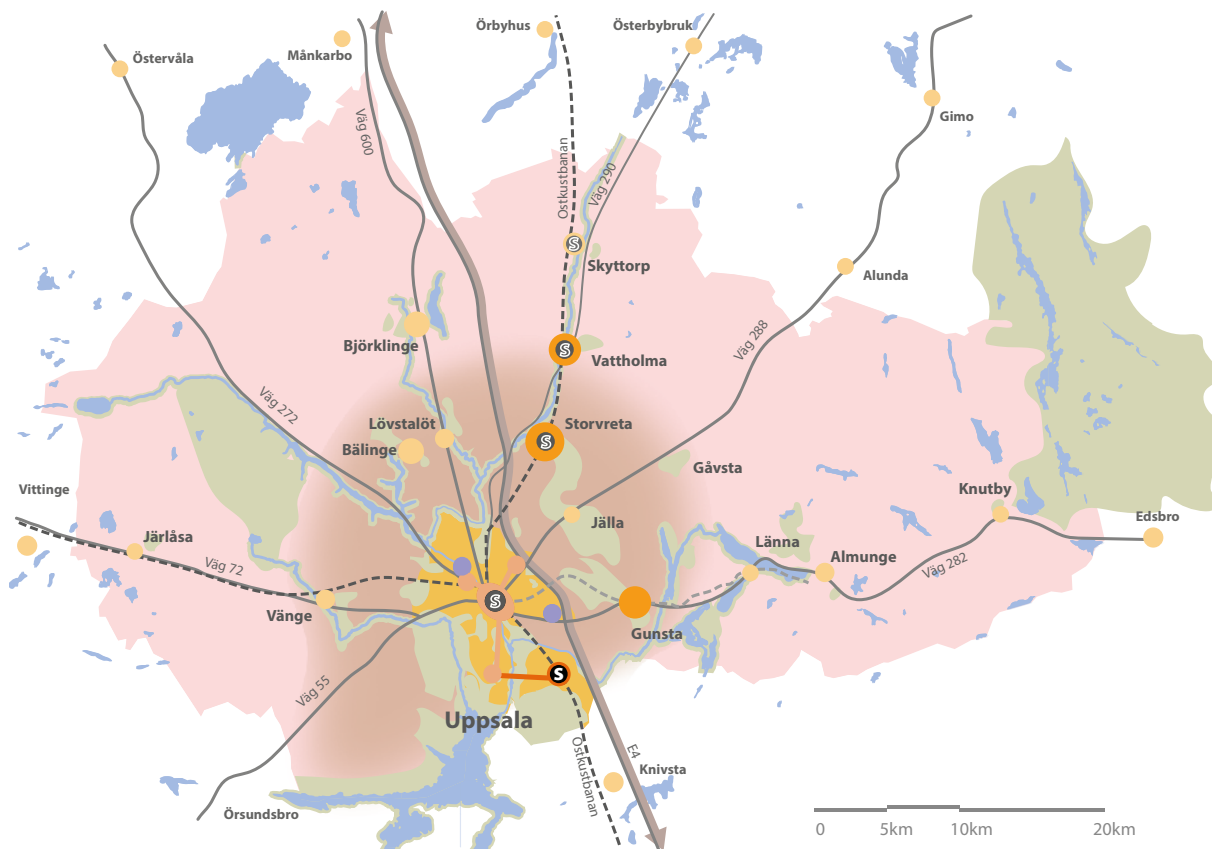 Örbyhus
Österbybruk
Östervåla
Månkarbo
Gimo
Väg 600
Ostkustbanan
Väg 290
S
Skyttorp
Alunda
Björklinge
S
Vattholma
Väg 288
Väg 272
Lövstalöt
Storvreta
S
Bälinge
Gåvsta
Vittinge
Knutby
Edsbro
Järlåsa
Jälla
Länna
Almunge
Väg 72
Väg 282
S
Vänge
Gunsta
S
Väg 55
Uppsala
E4
Ostkustbanan
Knivsta
Örsundsbro
0 5km 10km 20km